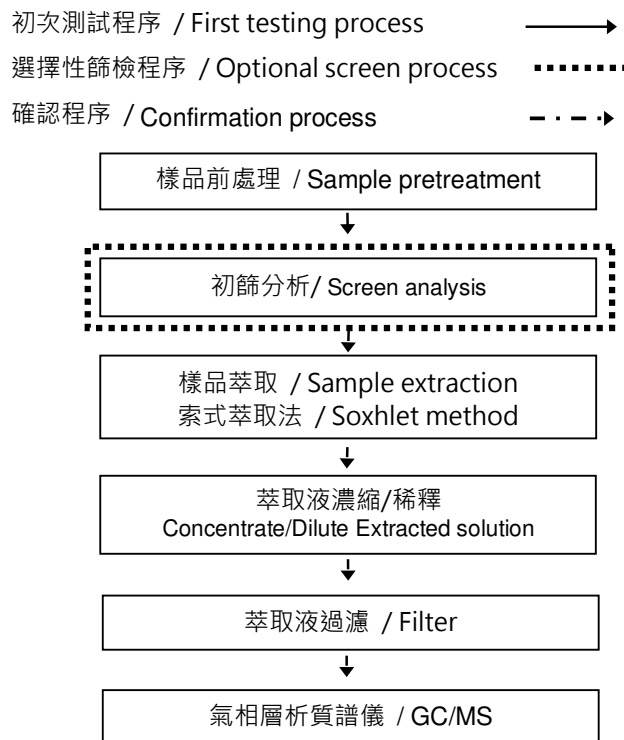 初次測試程序 / First testing process
選擇性篩檢程序 / Optional screen process
確認程序 / Confirmation process
樣品前處理 / Sample pretreatment
初篩分析/ Screen analysis
樣品萃取 / Sample extraction
索式萃取法 / Soxhlet method
萃取液濃縮/稀釋
Concentrate/Dilute Extracted solution
萃取液過濾 / Filter
氣相層析質譜儀 / GC/MS